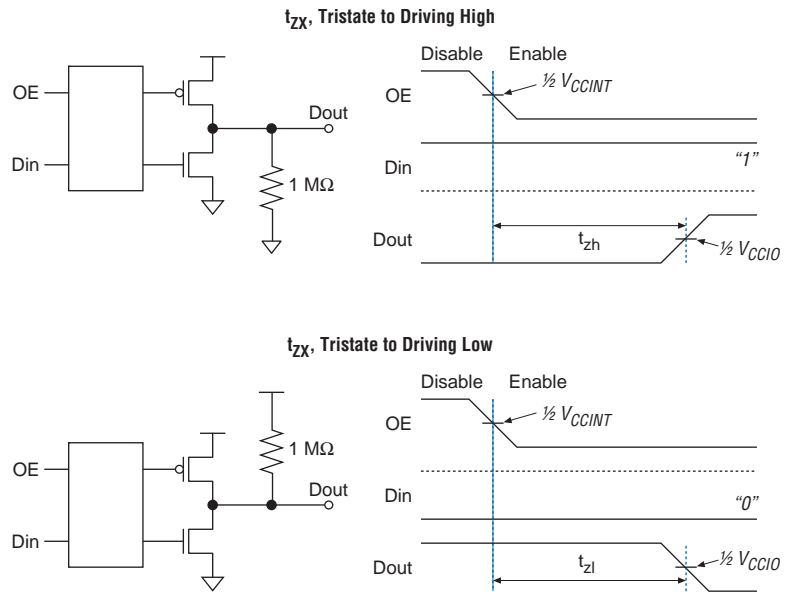 tZX, Tristate to Driving High
Disable Enable
OE
Din
Dout
1 MΩ
OE
½ VCCINT
Din
"1"
Dout
tzh
½ VCCIO
tZX, Tristate to Driving Low
Disable Enable
1 MΩ
OE
Din
Dout
OE
½ VCCINT
Din
"0"
Dout
tzl
½ VCCIO